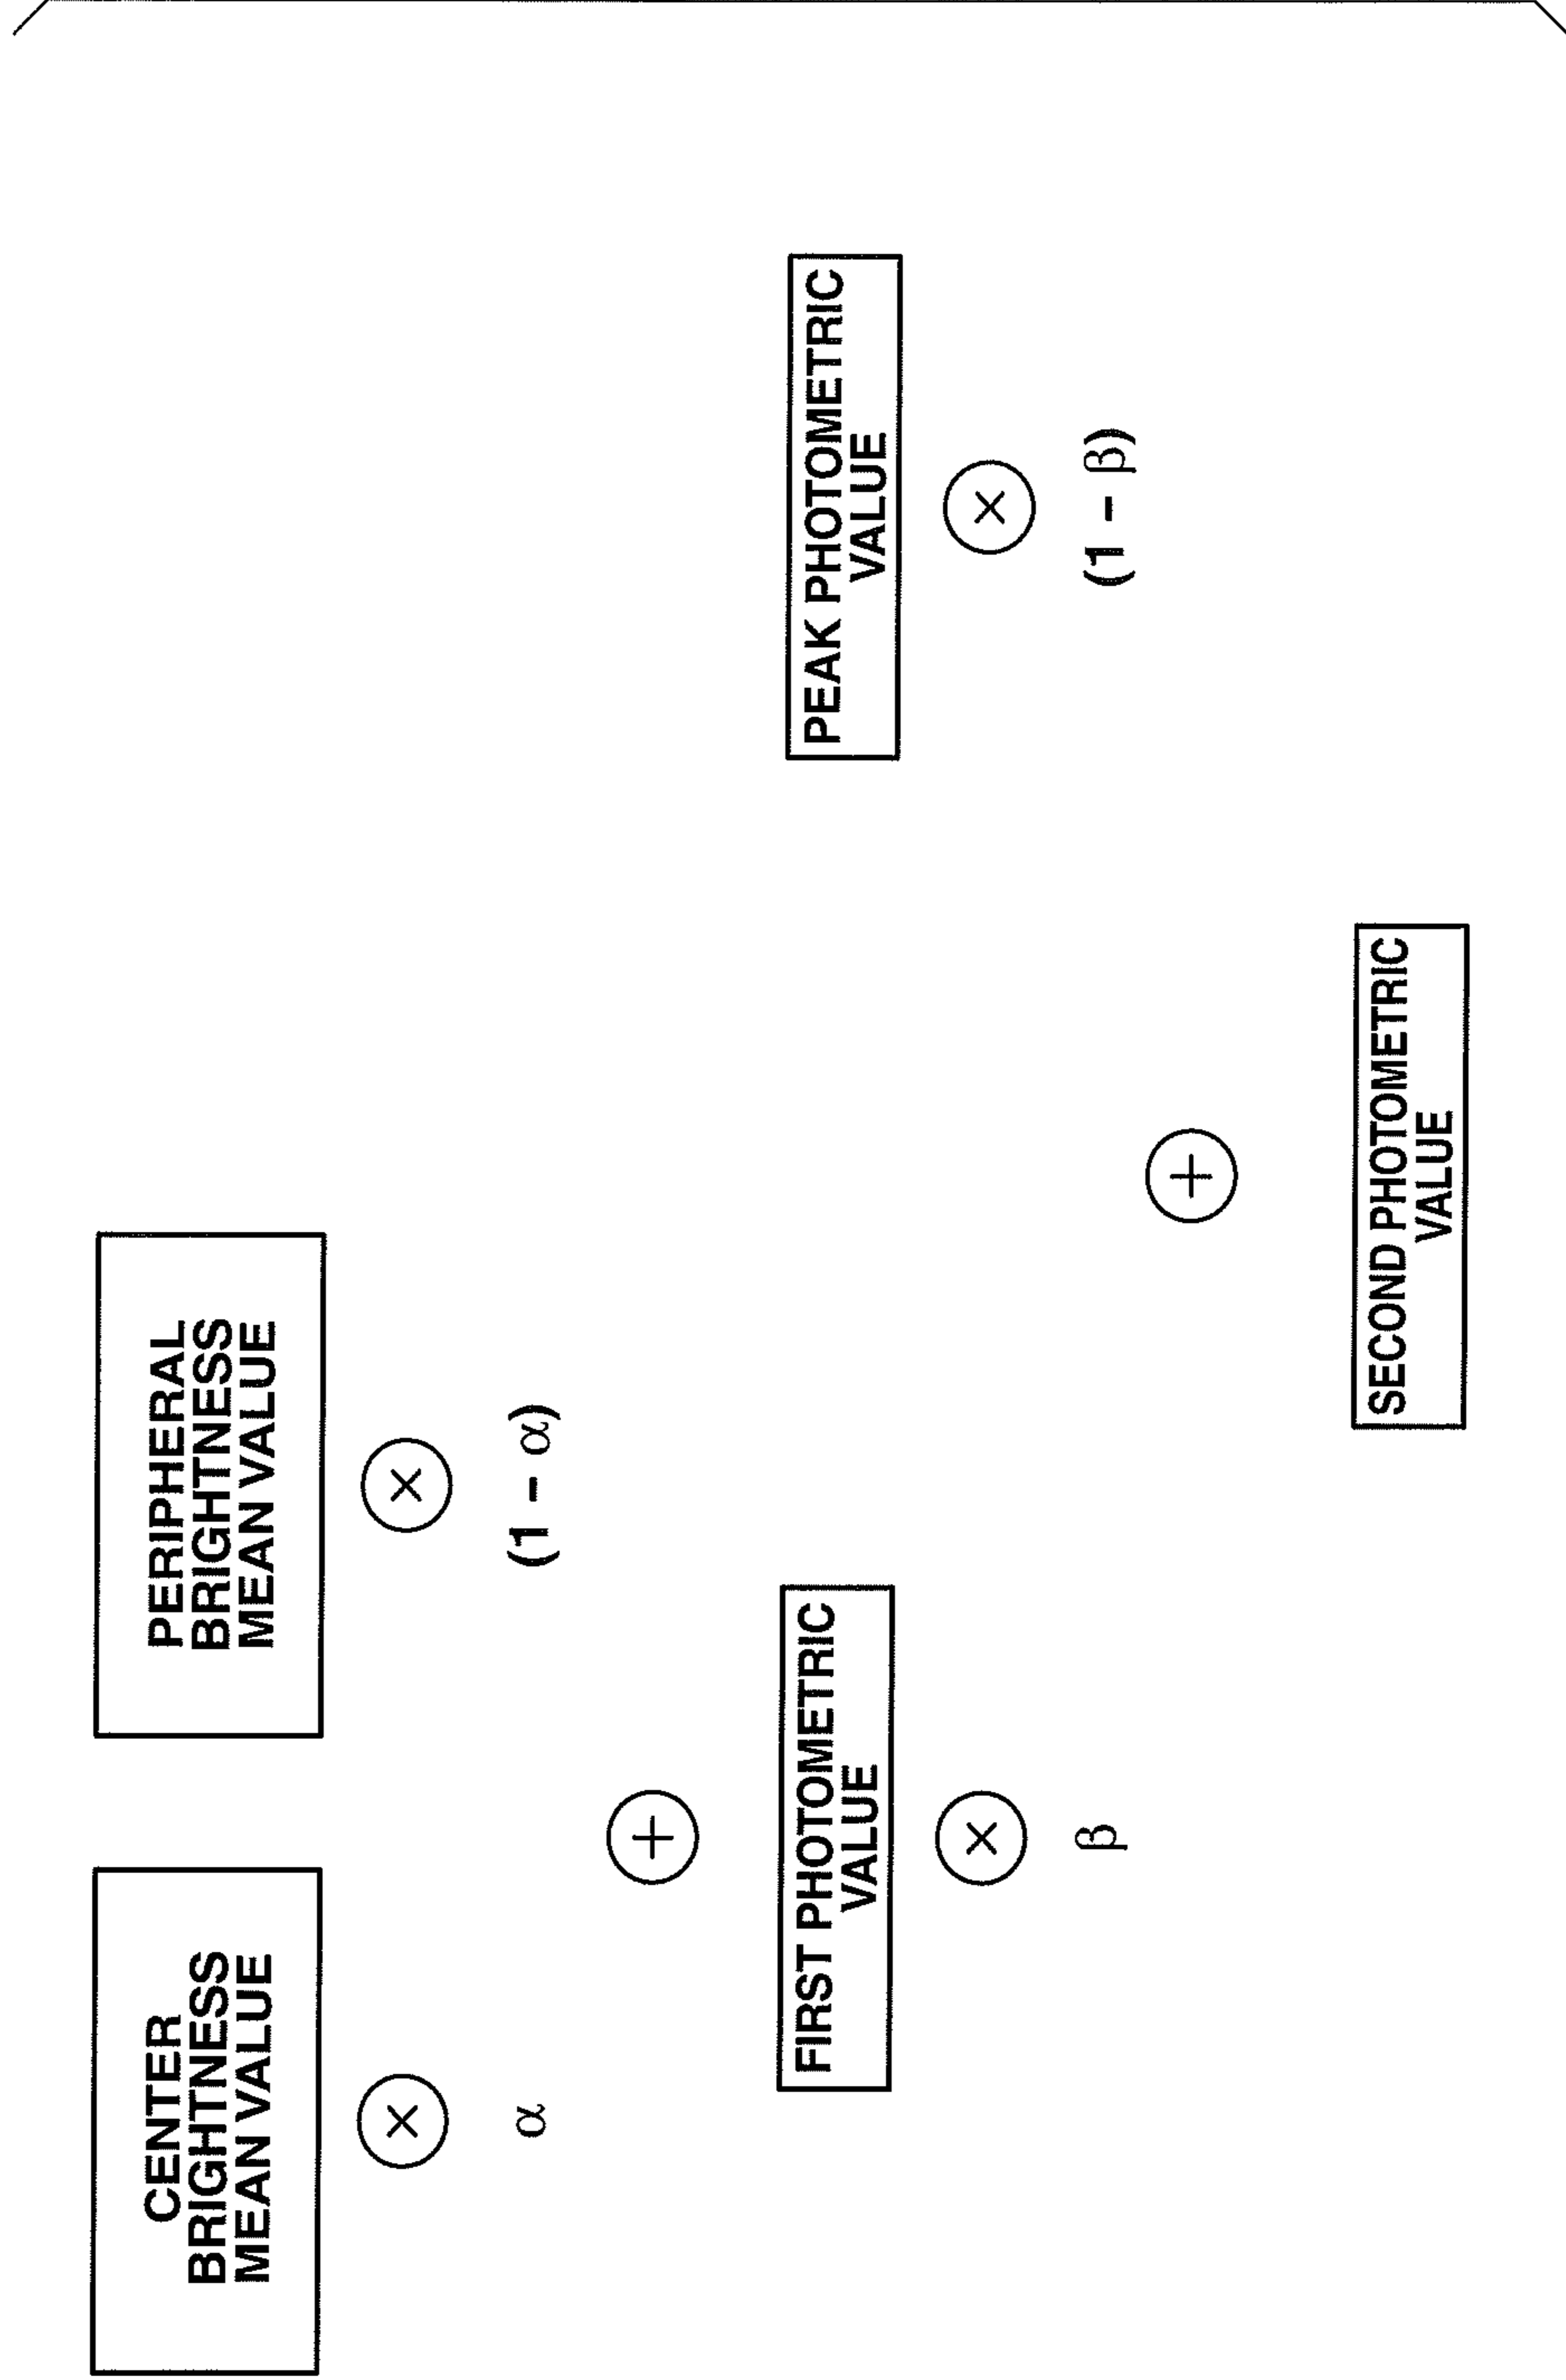 CENTER
BRIGHTNESS
MEAN VALUE
PERIPHERAL
BRIGHTNESS
MEAN VALUE
×
×
α
(1 - α)
+
FIRST PHOTOMETRIC
VALUE
PEAK PHOTOMETRIC
VALUE
×
×
β
(1 - β)
+
SECOND PHOTOMETRIC
VALUE